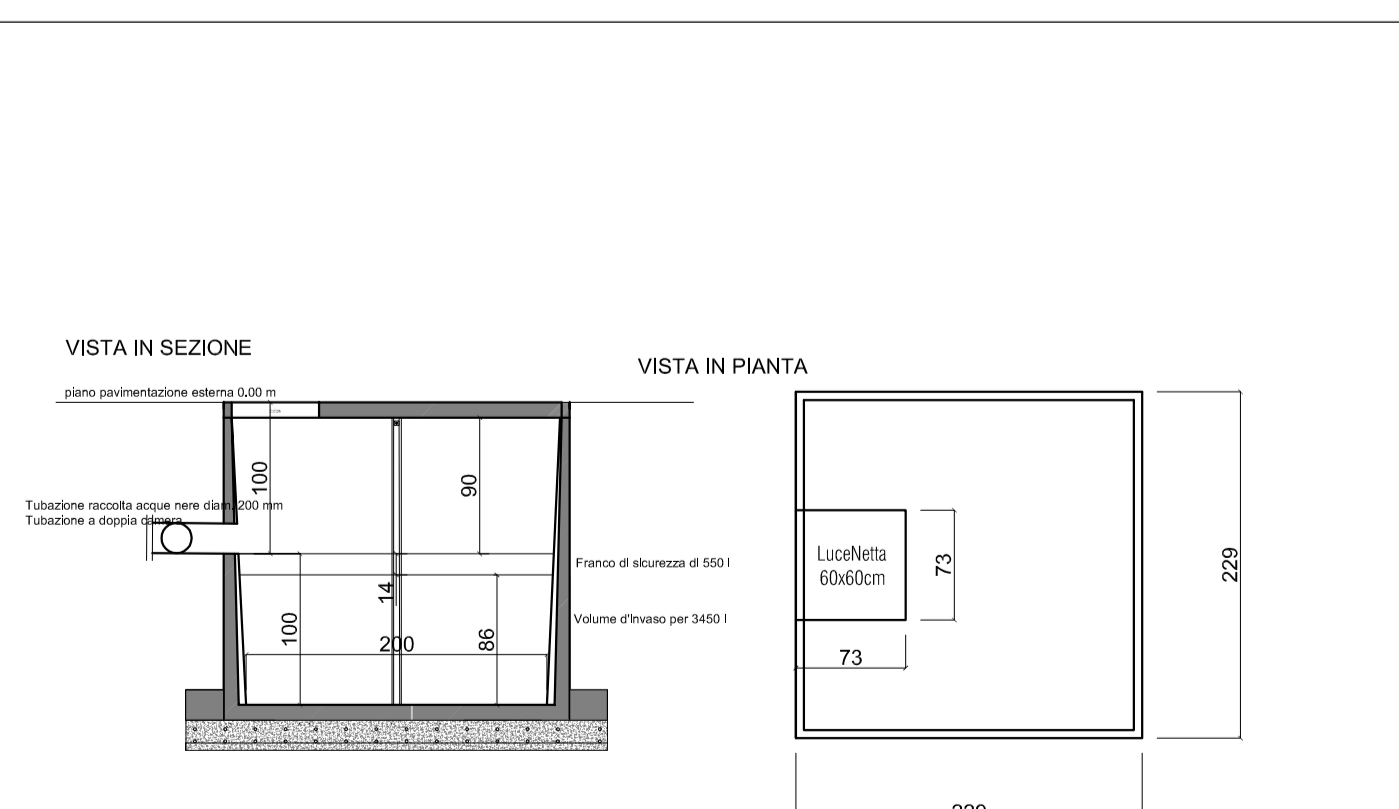 VISTA IN SEZIONE
VISTA IN PIANTA
piano pavimentazione esterna 0.00 m
Tubazione raccolta acque nere diam. 200 mm
Tubazione a doppia camera
100
90
Franco di sicurezza di 550 l
14
Volume d'Invaso per 3450 l
100
200
86
LuceNetta
60x60cm
73
73
229
229